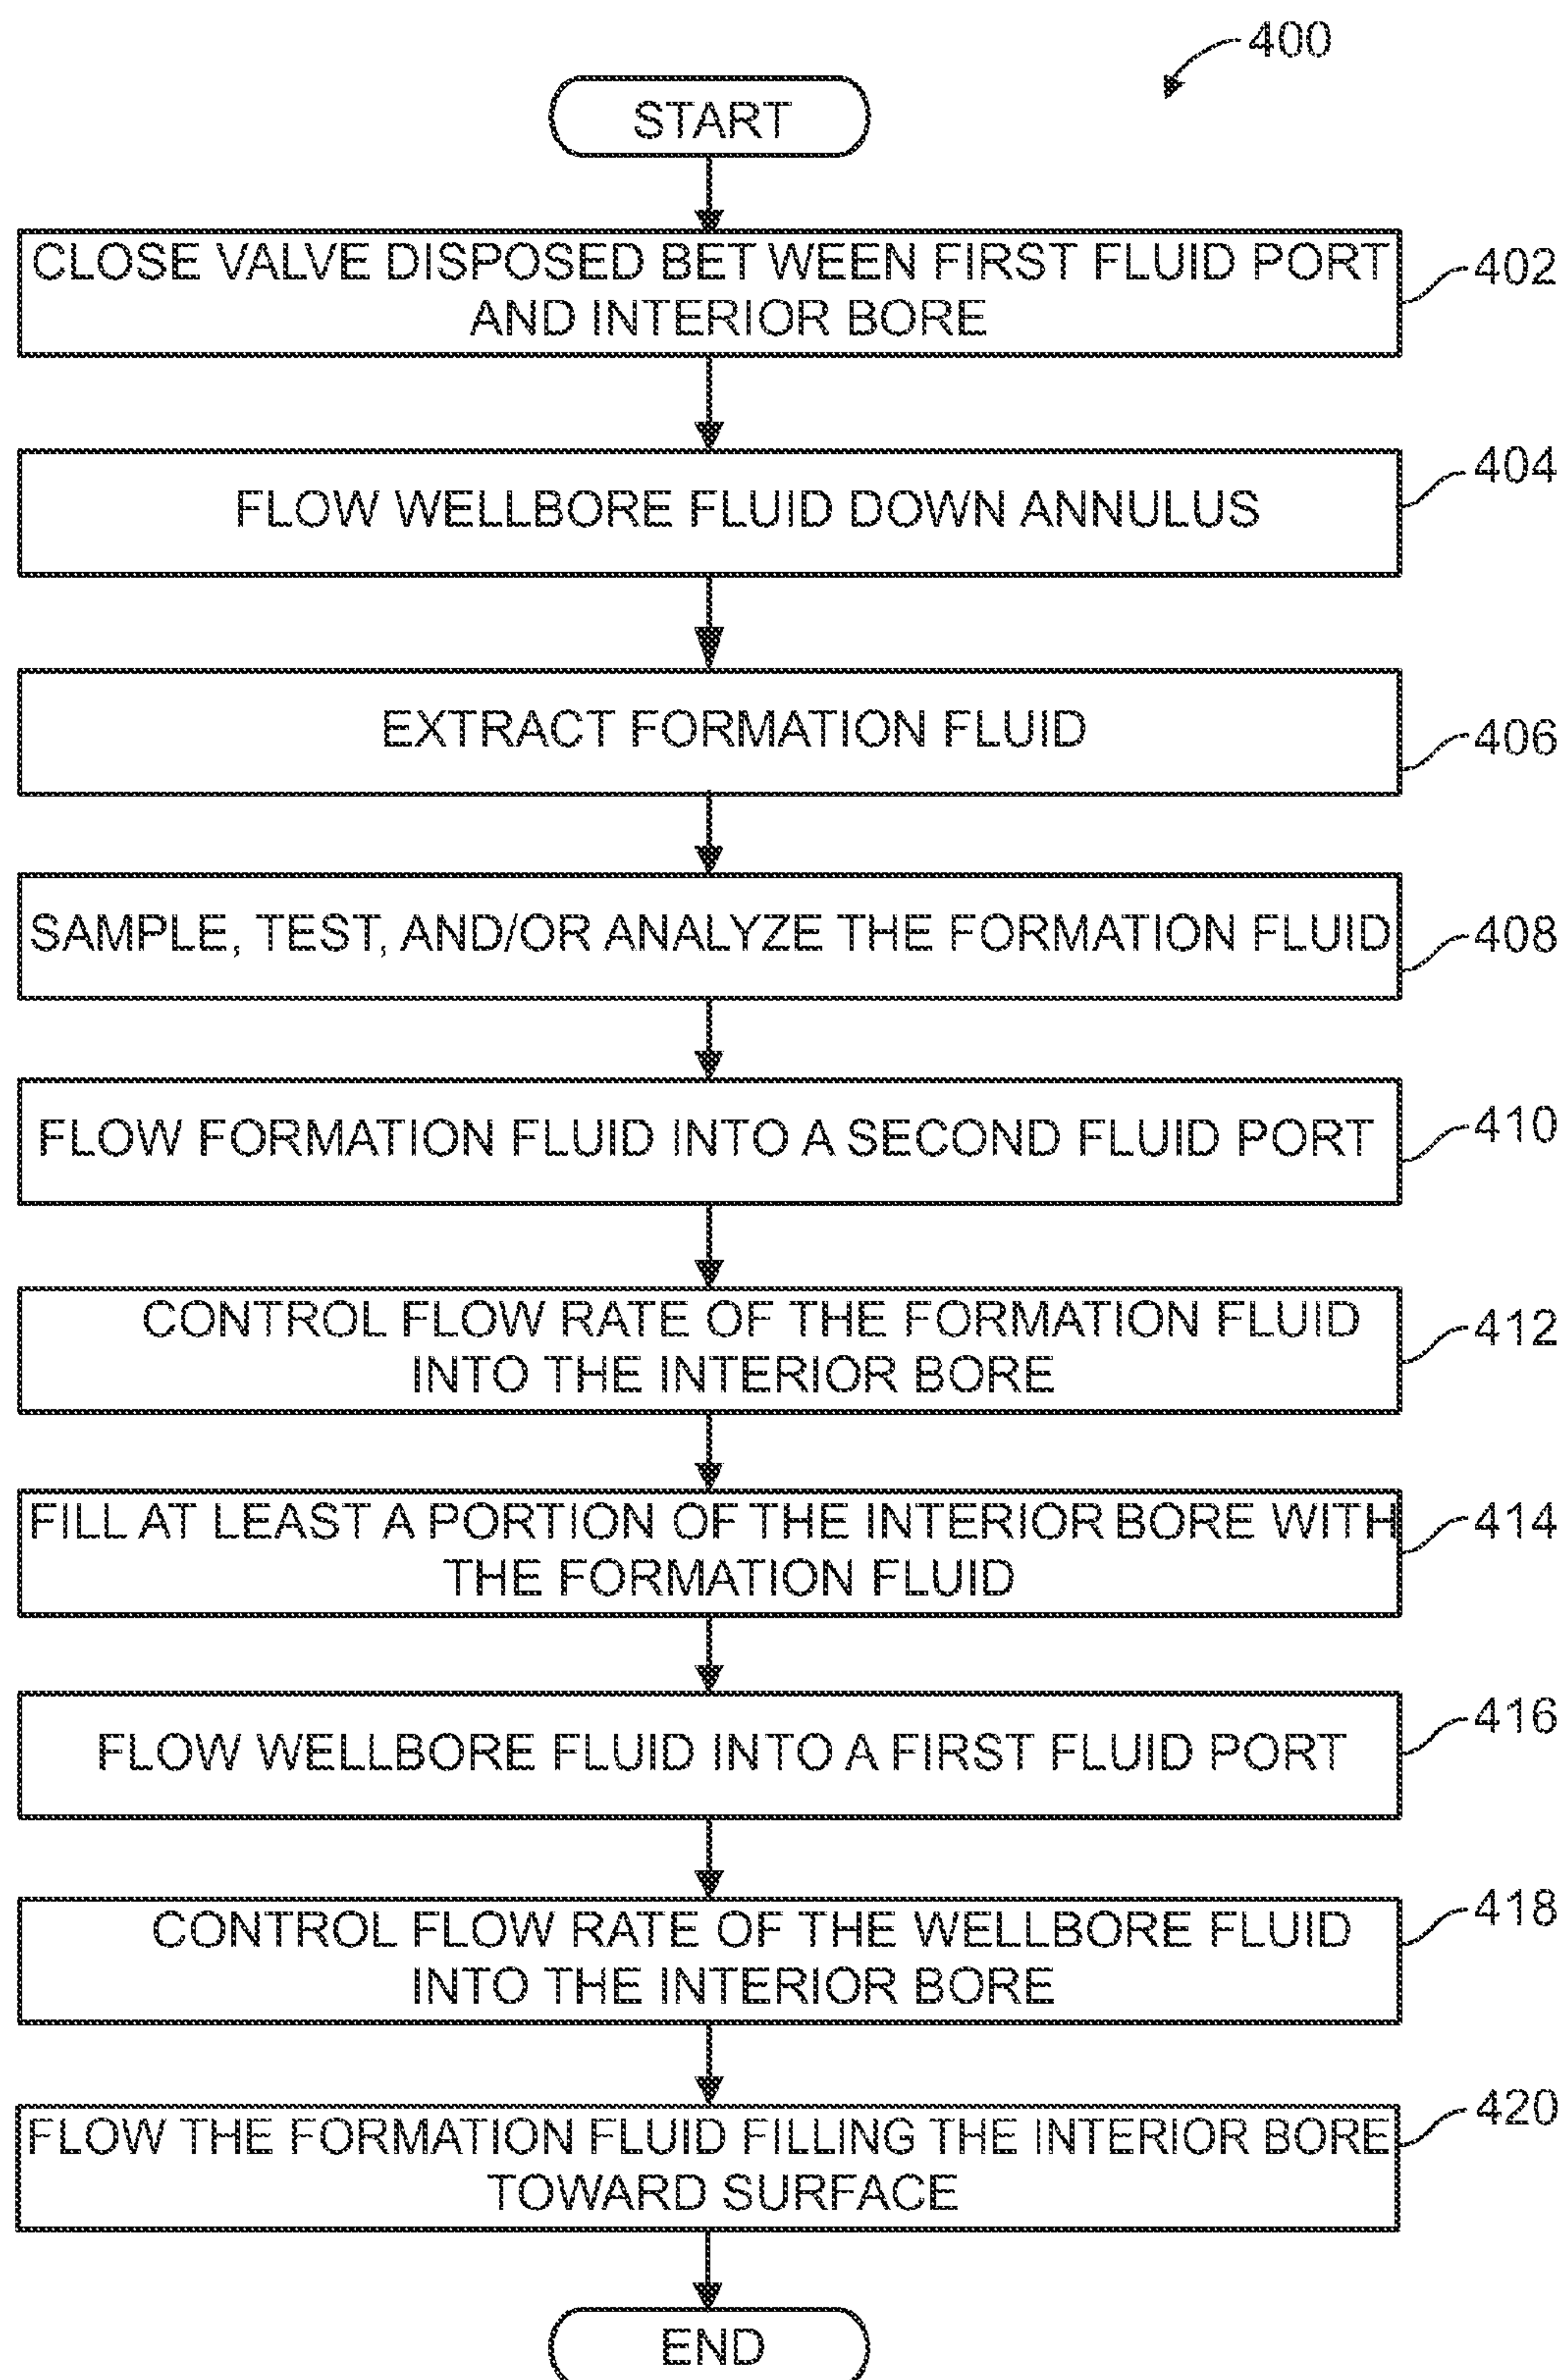 400
START
CLOSE VALVE DISPOSED BET WEEN FIRST FLUID PORT
AND INTERIOR BORE
402
FLOW WELLBORE FLUID DOWN ANNULUS
404
EXTRACT FORMATION FLUID
406
SAMPLE, TEST, AND/OR ANALYZE THE FORMATION FLUID
408
FLOW FORMATION FLUID INTO A SECOND FLUID PORT
410
CONTROL FLOW RATE OF THE FORMATION FLUID
INTO THE INTERIOR BORE
412
FILL AT LEAST A PORTION OF THE INTERIOR BORE WITH
THE FORMATION FLUID
414
FLOW WELLBORE FLUID INTO A FIRST FLUID PORT
416
CONTROL FLOW RATE OF THE WELLBORE FLUID
INTO THE INTERIOR BORE
418
FLOW THE FORMATION FLUID FILLING THE INTERIOR BORE
TOWARD SURFACE
420
END